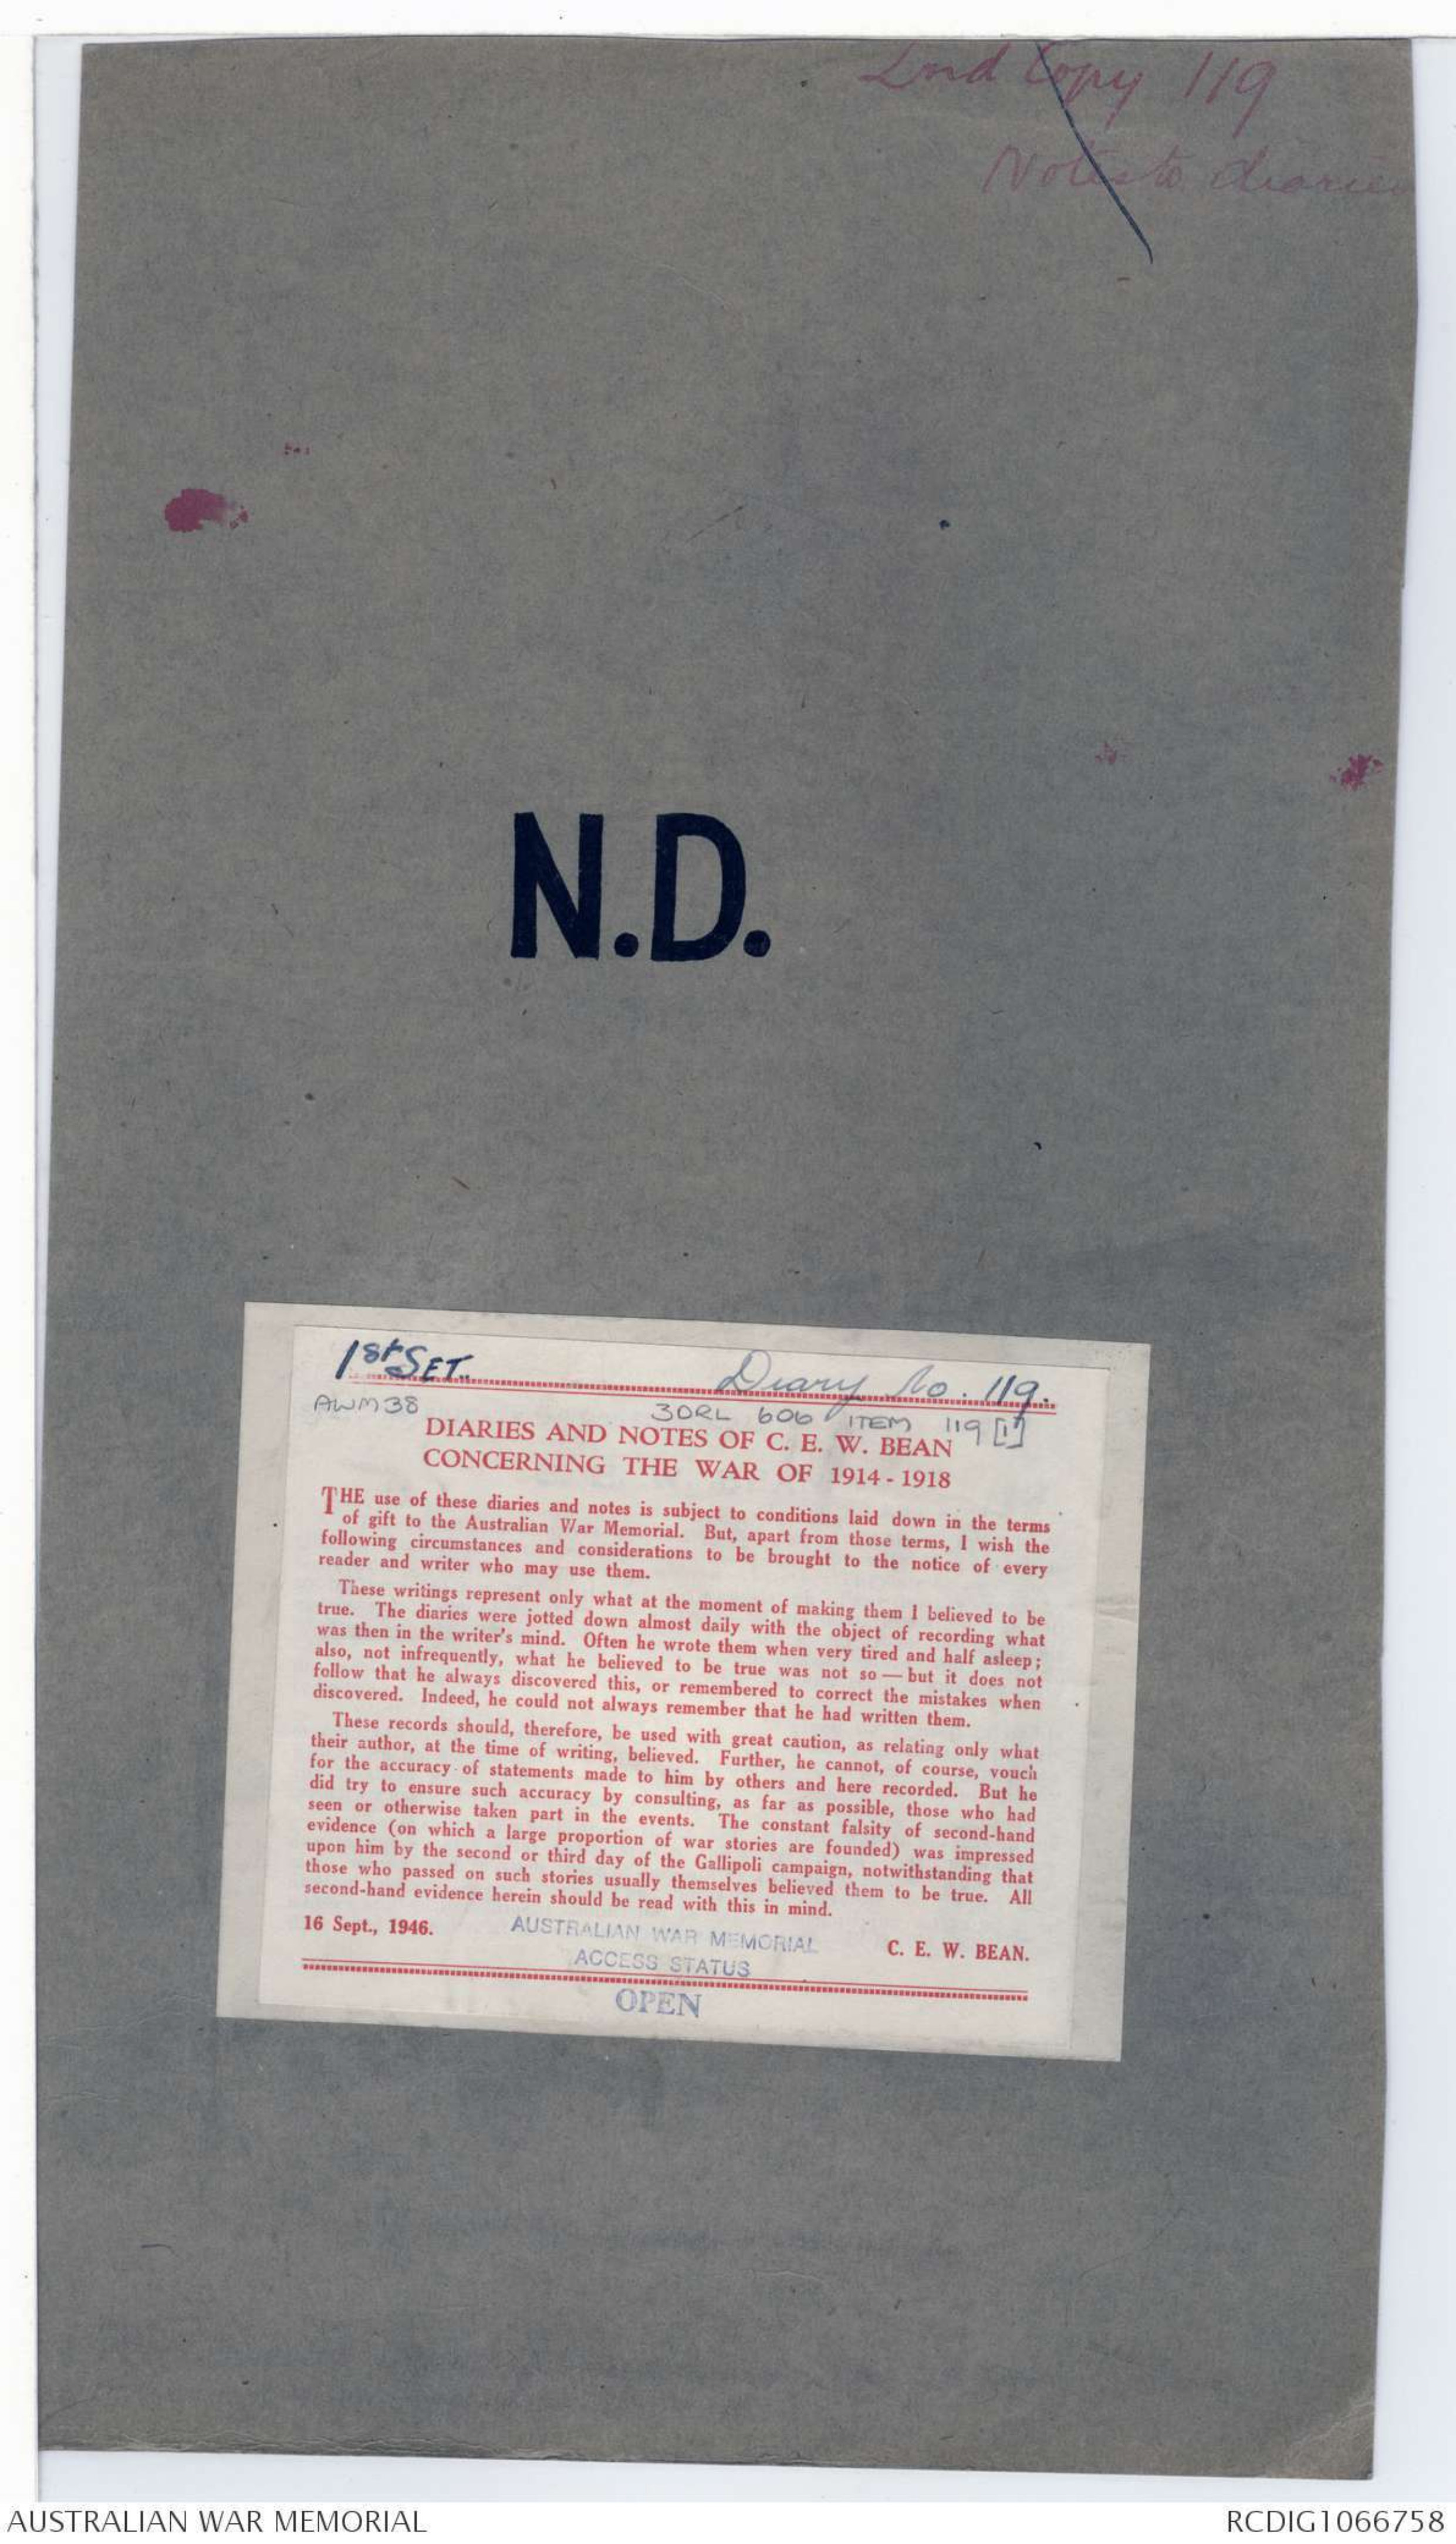 2nd Copy 119
Notes to diaries
N.D.
1st SET. Diary No. 119.
AWM38 3DRL 606 ITEM 119 [1]
DIARIES AND NOTES OF C. E. W. BEAN
CONCERNING THE WAR OF 1914-1918
THE use of these diaries and notes is subject to conditions laid down in the terms
of gift to the Australian War Memorial. But, apart from those terms, I wish the
following circumstances and considerations to be brought to the notice of every
reader and writer who may use them.
These writings represent only what at the moment of making them I believed to be
true. The diaries were jotted down almost daily with the object of recording what
was then in the writer's mind. Often he wrote them when very tired and half asleep;
also, not infrequently, what he believed to be true was not so — but it does not
follow that he always discovered this, or remembered to correct the mistakes when
discovered. Indeed, he could not always remember that he had written them.
These records should, therefore, be used with great caution, as relating only what
their author, at the time of writing, believed. Further, he cannot, of course, vouch
for the accuracy of statements made to him by others and here recorded. But he
did try to ensure such accuracy by consulting, as far as possible, those who had
seen or otherwise taken part in the events. The constant falsity of second-hand
evidence (on which a large proportion of war stories are founded) was impressed
upon him by the second or third day of the Gallipoli campaign, notwithstanding that
those who passed on such stories usually themselves believed them to be true. All
second-hand evidence herein should be read with this in mind.
16 Sept., 1946. C. E. W. BEAN.
AUSTRALIAN WAR MEMORIAL
ACCESS STATUS
OPEN
AUSTRALIAN WAR MEMORIAL RCDIG1066758